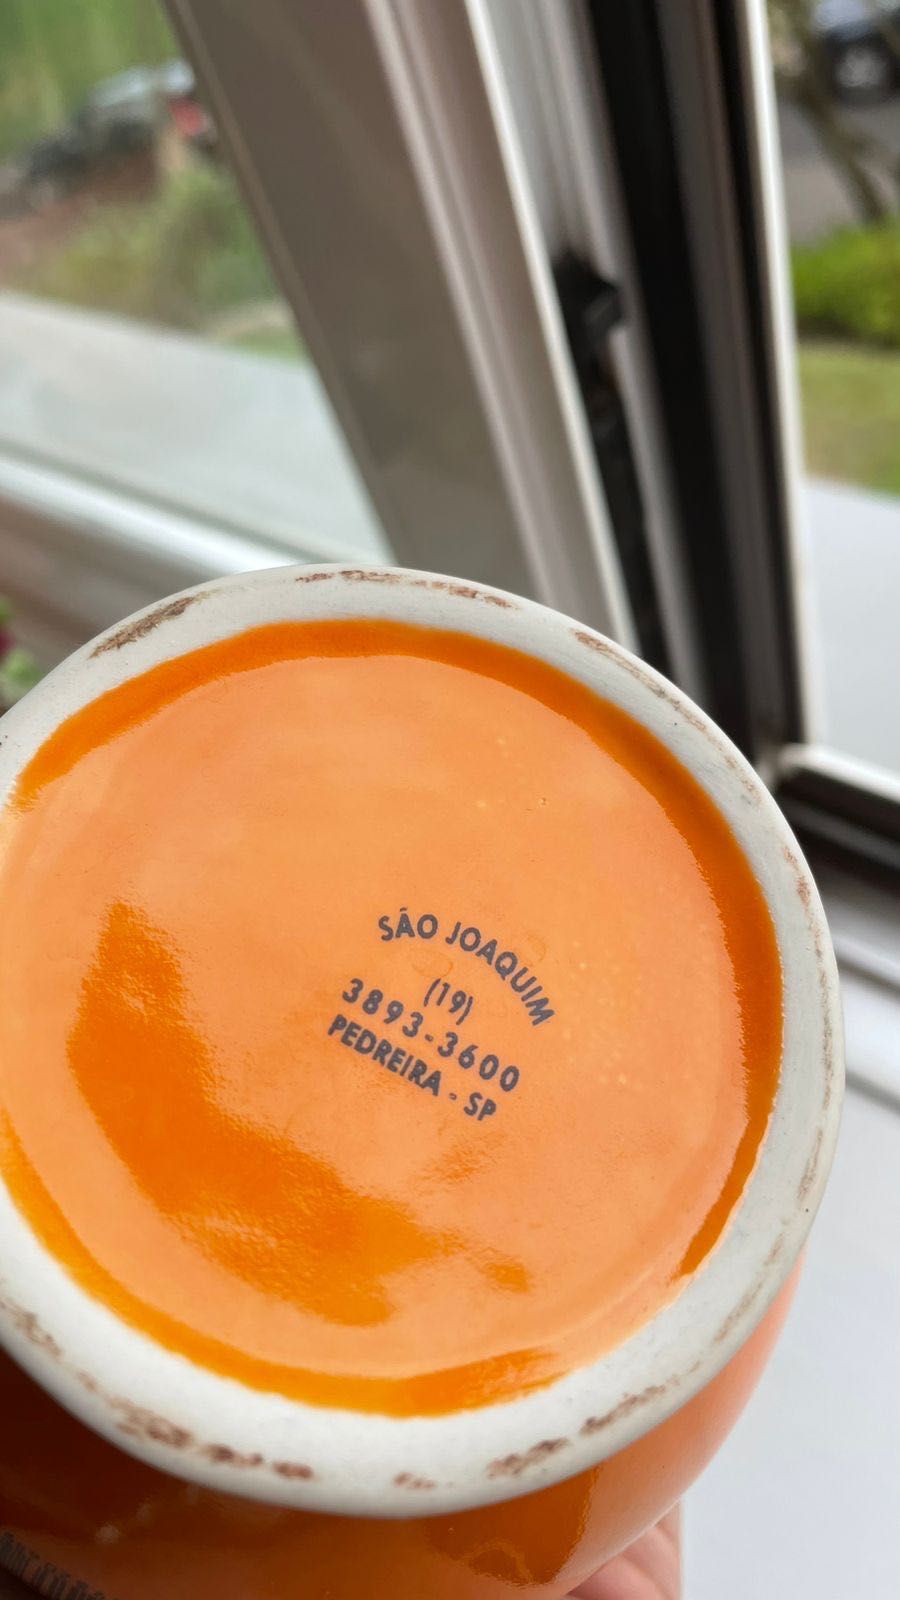 SÃO JOAQUIM
(19)
3893-3600
PEDREIRA - SP